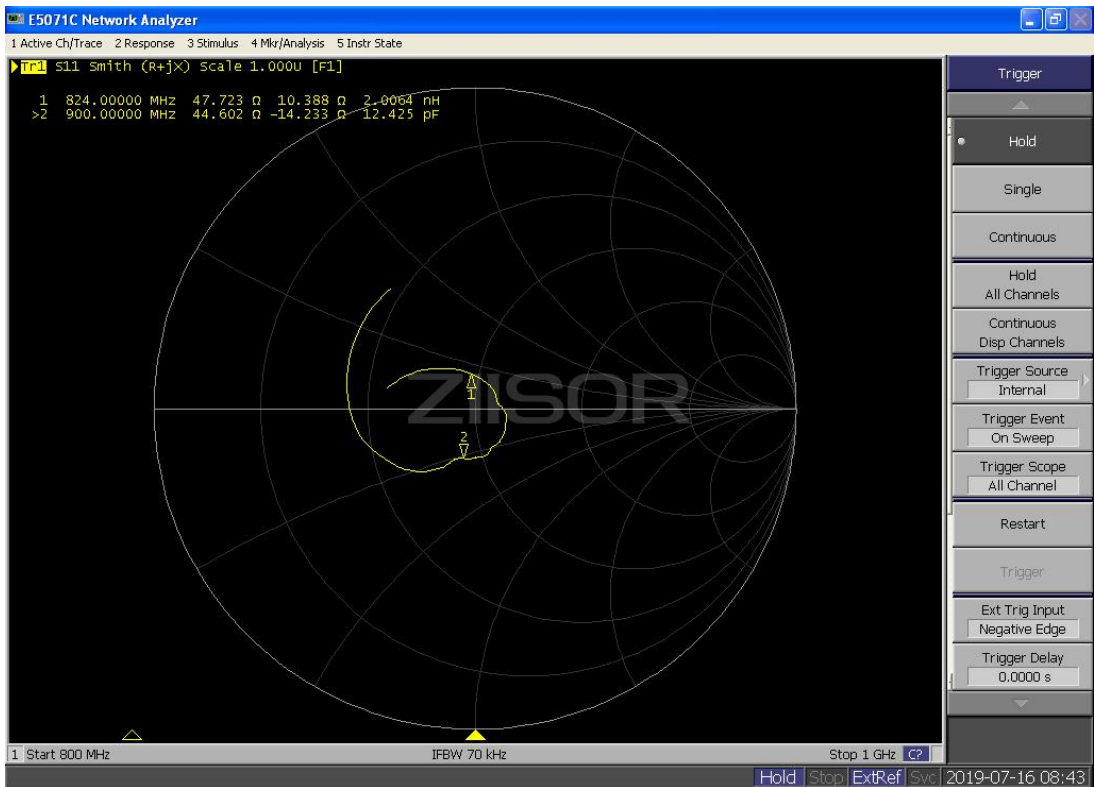 E5071C Network Analyzer
1 Active Ch/Trace 2 Response 3 Stimulus 4 Mkr/Analysis 5 Instr State
Tr1 S11 Smith (R+jX) Scale 1.000U [F1]
1 824.00000 MHz 47.723 Ω 10.388 Ω 2.0064 nH
>2 900.00000 MHz 44.602 Ω -14.233 Ω 12.425 pF
ZIISOR
1
2
Trigger
Hold
Single
Continuous
Hold
All Channels
Continuous
Disp Channels
Trigger Source
Internal
Trigger Event
On Sweep
Trigger Scope
All Channel
Restart
Trigger
Ext Trig Input
Negative Edge
Trigger Delay
0.0000 s
1 Start 800 MHz IFBW 70 kHz Stop 1 GHz C?
Hold Stop ExtRef Svc 2019-07-16 08:43